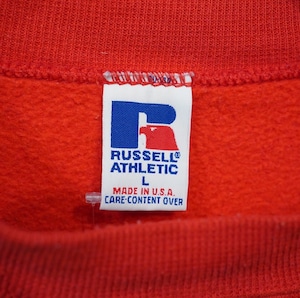 R
RUSSELL®
ATHLETIC
L
MADE IN U.S.A.
CARE-CONTENT OVER